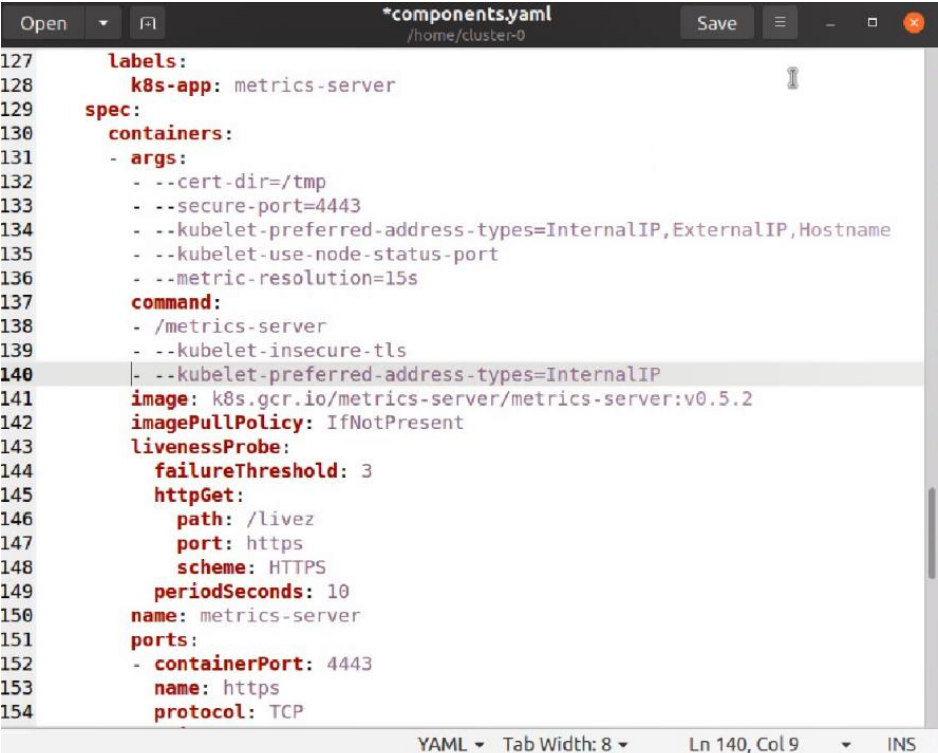 Open
*components.yaml
/home/cluster-0
Save
127 labels:
128 k8s-app: metrics-server
129 spec:
130 containers:
131 - args:
132 - --cert-dir=/tmp
133 - --secure-port=4443
134 - --kubelet-preferred-address-types=InternalIP,ExternalIP,Hostname
135 - --kubelet-use-node-status-port
136 - --metric-resolution=15s
137 command:
138 - /metrics-server
139 - --kubelet-insecure-tls
140 - --kubelet-preferred-address-types=InternalIP
141 image: k8s.gcr.io/metrics-server/metrics-server:v0.5.2
142 imagePullPolicy: IfNotPresent
143 livenessProbe:
144 failureThreshold: 3
145 httpGet:
146 path: /livez
147 port: https
148 scheme: HTTPS
149 periodSeconds: 10
150 name: metrics-server
151 ports:
152 - containerPort: 4443
153 name: https
154 protocol: TCP
YAML Tab Width: 8 Ln 140, Col 9 INS